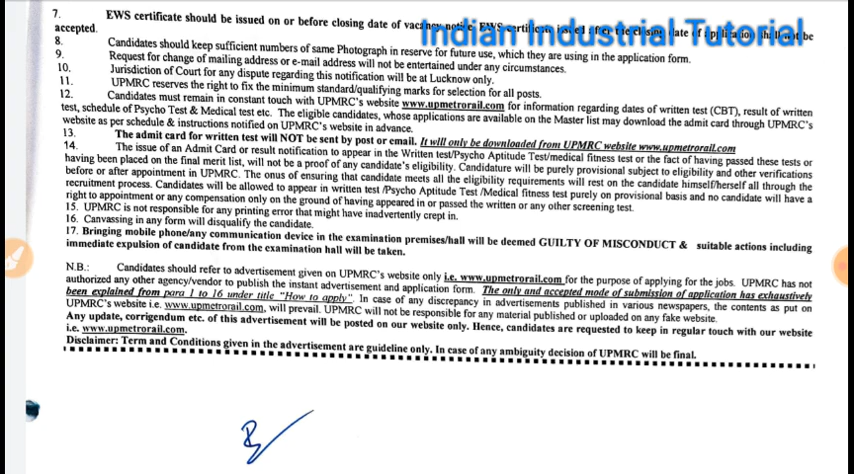 7. EWS certificate should be issued on or before closing date of vacancy notice. EWS certificate issued after the closing date of application shall not be
accepted.
Indian Industrial Tutorial
8. Candidates should keep sufficient numbers of same Photograph in reserve for future use, which they are using in the application form.
9. Request for change of mailing address or e-mail address will not be entertained under any circumstances.
10. Jurisdiction of Court for any dispute regarding this notification will be at Lucknow only.
11. UPMRC reserves the right to fix the minimum standard/qualifying marks for selection for all posts.
12. Candidates must remain in constant touch with UPMRC's website www.upmetrorail.com for information regarding dates of written test (CBT), result of written
test, schedule of Psycho Test & Medical test etc. The eligible candidates, whose applications are available on the Master list may download the admit card through UPMRC's
website as per schedule & instructions notified on UPMRC's website in advance.
13. The admit card for written test will NOT be sent by post or email. It will only be downloaded from UPMRC website www.upmetrorail.com
14. The issue of an Admit Card or result notification to appear in the Written test/Psycho Aptitude Test/medical fitness test or the fact of having passed these tests or
having been placed on the final merit list, will not be a proof of any candidate's eligibility. Candidature will be purely provisional subject to eligibility and other verifications
before or after appointment in UPMRC. The onus of ensuring that candidate meets all the eligibility requirements will rest on the candidate himself/herself all through the
recruitment process. Candidates will be allowed to appear in written test /Psycho Aptitude Test /Medical fitness test purely on provisional basis and no candidate will have a
right to appointment or any compensation only on the ground of having appeared in or passed the written or any other screening test.
15. UPMRC is not responsible for any printing error that might have inadvertently crept in.
16. Canvassing in any form will disqualify the candidate.
17. Bringing mobile phone/any communication device in the examination premises/hall will be deemed GUILTY OF MISCONDUCT & suitable actions including
immediate expulsion of candidate from the examination hall will be taken.
N.B.: Candidates should refer to advertisement given on UPMRC's website only i.e. www.upmetrorail.com for the purpose of applying for the jobs. UPMRC has not
authorized any other agency/vendor to publish the instant advertisement and application form. The only and accepted mode of submission of application has exhaustively
been explained from para 1 to 16 under title "How to apply". In case of any discrepancy in advertisements published in various newspapers, the contents as put on
UPMRC's website i.e. www.upmetrorail.com, will prevail. UPMRC will not be responsible for any material published or uploaded on any fake website.
Any update, corrigendum etc. of this advertisement will be posted on our website only. Hence, candidates are requested to keep in regular touch with our website
i.e. www.upmetrorail.com.
Disclaimer: Term and Conditions given in the advertisement are guideline only. In case of any ambiguity decision of UPMRC will be final.